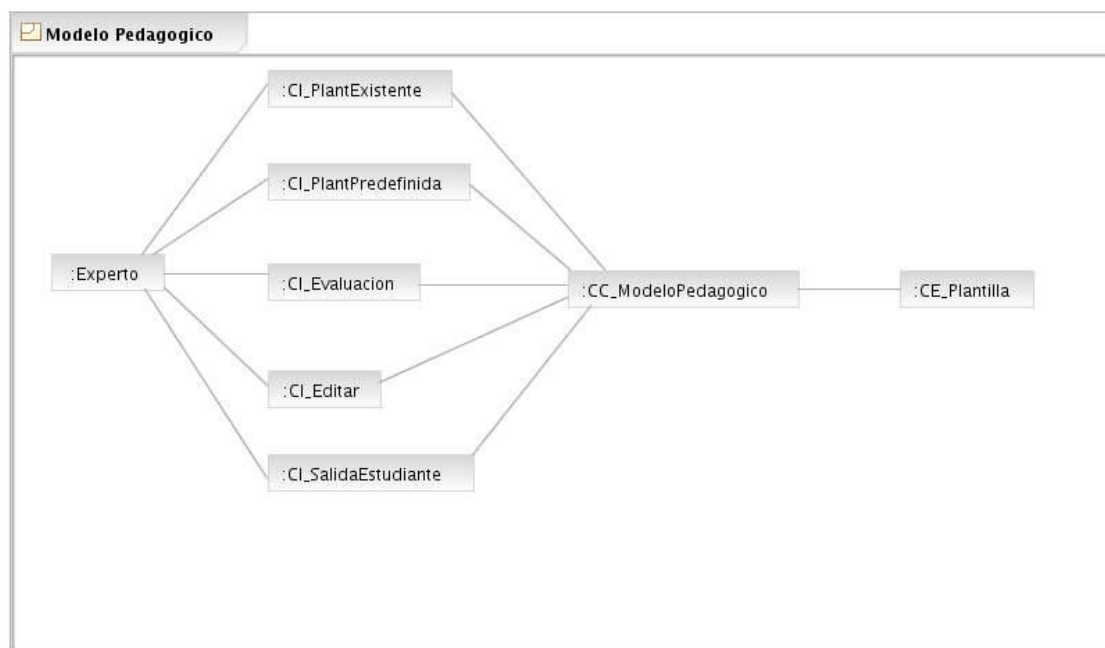 Modelo Pedagogico
:CI_PlantExistente
:CI_PlantPredefinida
:Experto
:CI_Evaluacion
:CC_ModeloPedagogico
:CE_Plantilla
:CI_Editar
:CI_SalidaEstudiante